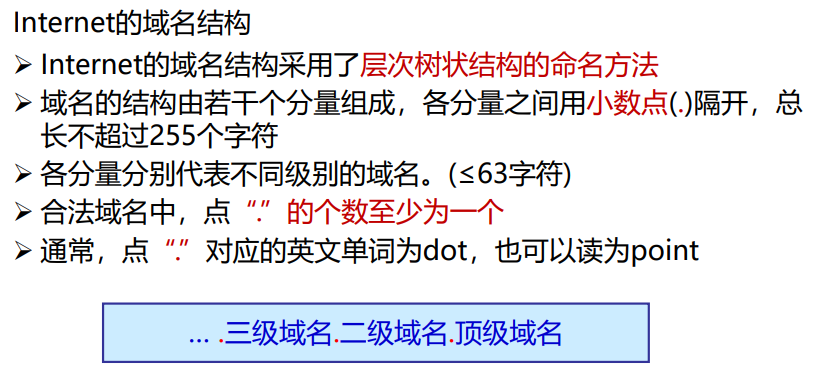 Internet的域名结构
➢ Internet的域名结构采用了层次树状结构的命名方法
➢ 域名的结构由若干个分量组成，各分量之间用小数点(.)隔开，总
长不超过255个字符
➢ 各分量分别代表不同级别的域名。(≤63字符)
➢ 合法域名中，点“.”的个数至少为一个
➢ 通常，点“.”对应的英文单词为dot，也可以读为point
… .三级域名.二级域名.顶级域名